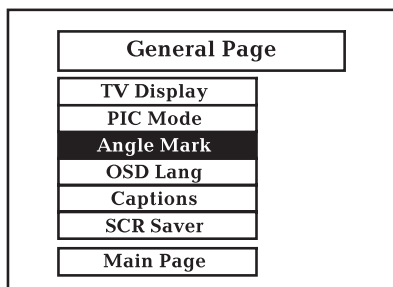 General Page
TV Display
PIC Mode
Angle Mark
OSD Lang
Captions
SCR Saver
Main Page